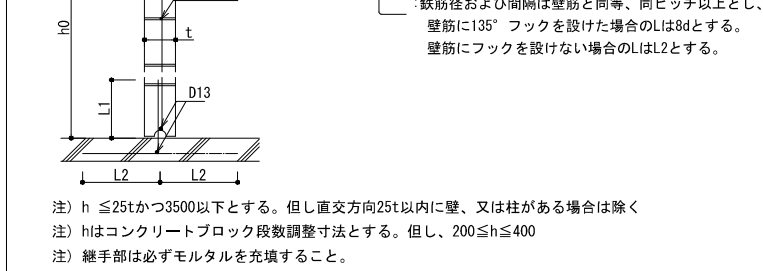 :鉄筋径および間隔は壁筋と同等、同ピッチ以上とし、
壁筋に135°フックを設けた場合のLは8dとする。
壁筋にフックを設けない場合のLはL2とする。
h0
t
L1
D13
L2
L2
注) h ≦25tかつ3500以下とする。但し直交方向25t以内に壁、又は柱がある場合は除く
注) hはコンクリートブロック段数調整寸法とする。但し、200≦h≦400
注) 継手部は必ずモルタルを充填すること。